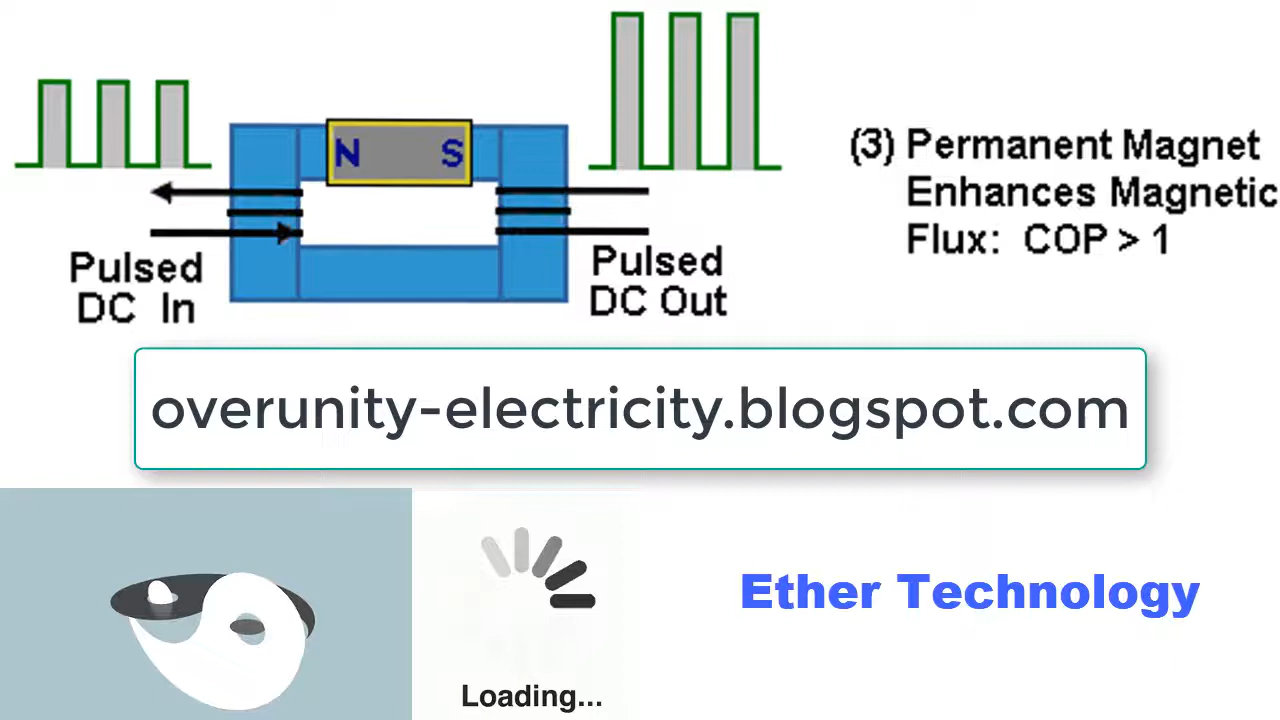 N S
(3) Permanent Magnet
Enhances Magnetic
Flux: COP > 1
Pulsed
DC In
Pulsed
DC Out
overunity-electricity.blogspot.com
Ether Technology
Loading...